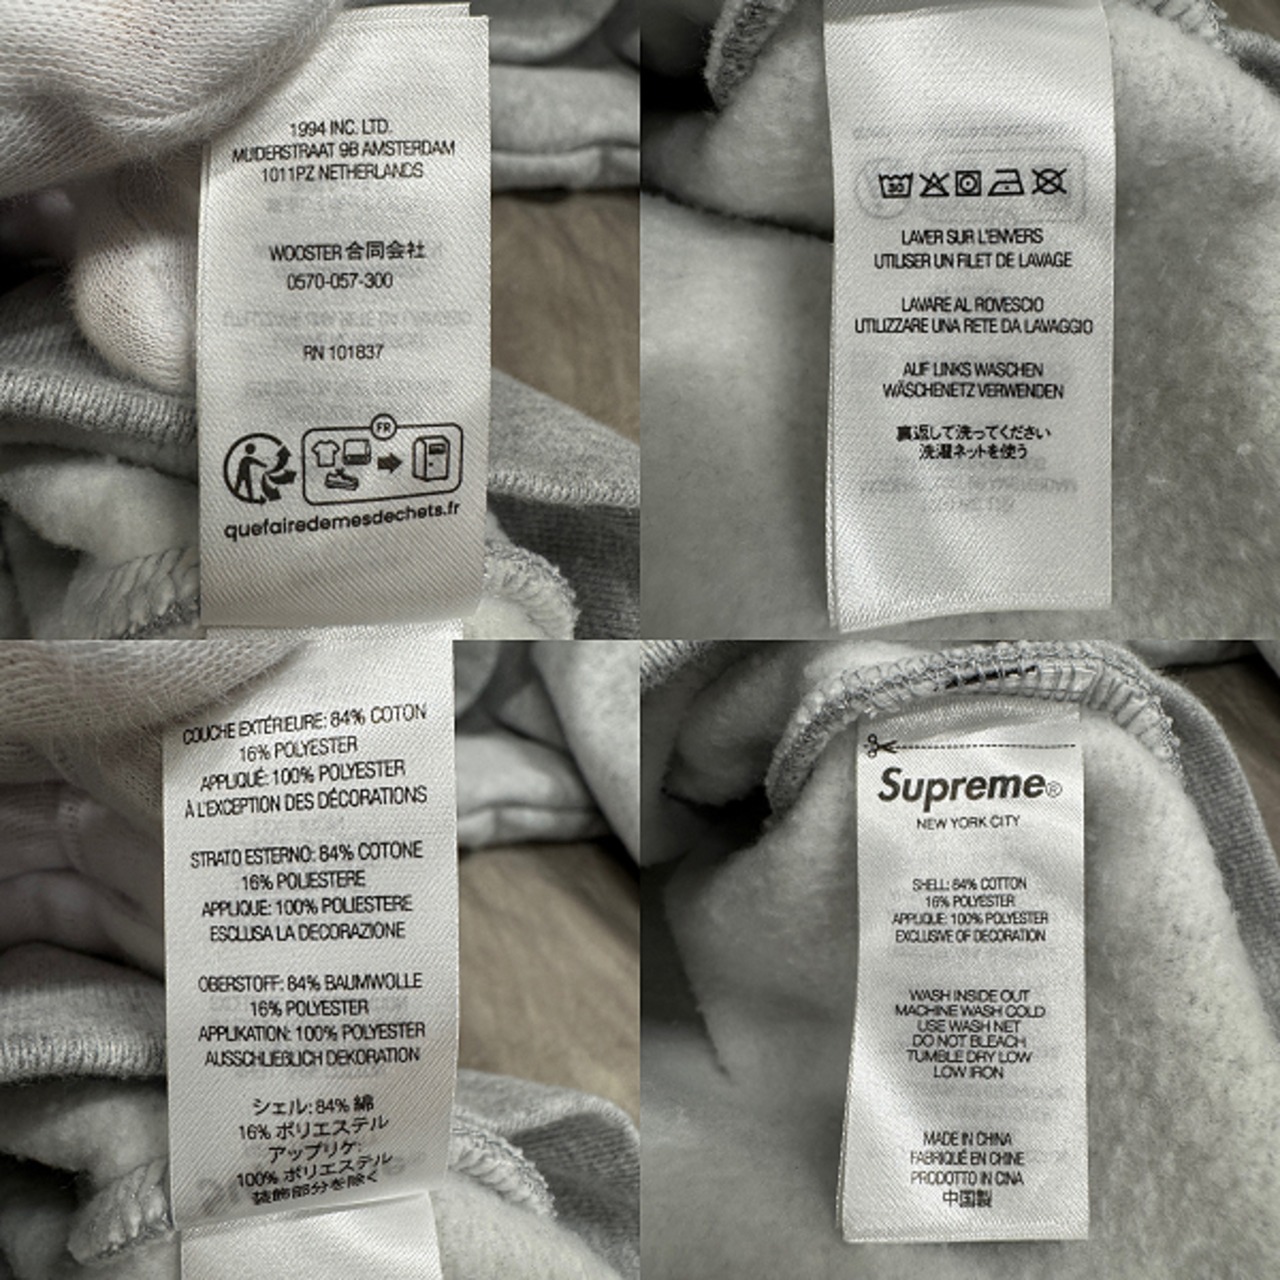 1994 INC. LTD.
MUIDERSTRAAT 9B AMSTERDAM
1011PZ NETHERLANDS
WOOSTER 合同会社
0570-057-300
RN 101837
FR
quefairedemesdechets.fr
30
LAVER SUR L'ENVERS
UTILISER UN FILET DE LAVAGE
LAVARE AL ROVESCIO
UTILIZZARE UNA RETE DA LAVAGGIO
AUF LINKS WASCHEN
WÄSCHENETZ VERWENDEN
裏返して洗ってください
洗濯ネットを使う
COUCHE EXTÉRIEURE: 84% COTON
16% POLYESTER
APPLIQUÉ: 100% POLYESTER
À L'EXCEPTION DES DÉCORATIONS
STRATO ESTERNO: 84% COTONE
16% POLIESTERE
APPLIQUE: 100% POLIESTERE
ESCLUSA LA DECORAZIONE
OBERSTOFF: 84% BAUMWOLLE
16% POLYESTER
APPLIKATION: 100% POLYESTER
AUSSCHLIEßLICH DEKORATION
シェル: 84% 綿
16% ポリエステル
アップリケ:
100% ポリエステル
装飾部分を除く
Supreme®
NEW YORK CITY
SHELL: 84% COTTON
16% POLYESTER
APPLIQUE: 100% POLYESTER
EXCLUSIVE OF DECORATION
WASH INSIDE OUT
MACHINE WASH COLD
USE WASH NET
DO NOT BLEACH
TUMBLE DRY LOW
LOW IRON
MADE IN CHINA
FABRIQUÉ EN CHINE
PRODOTTO IN CINA
中国製